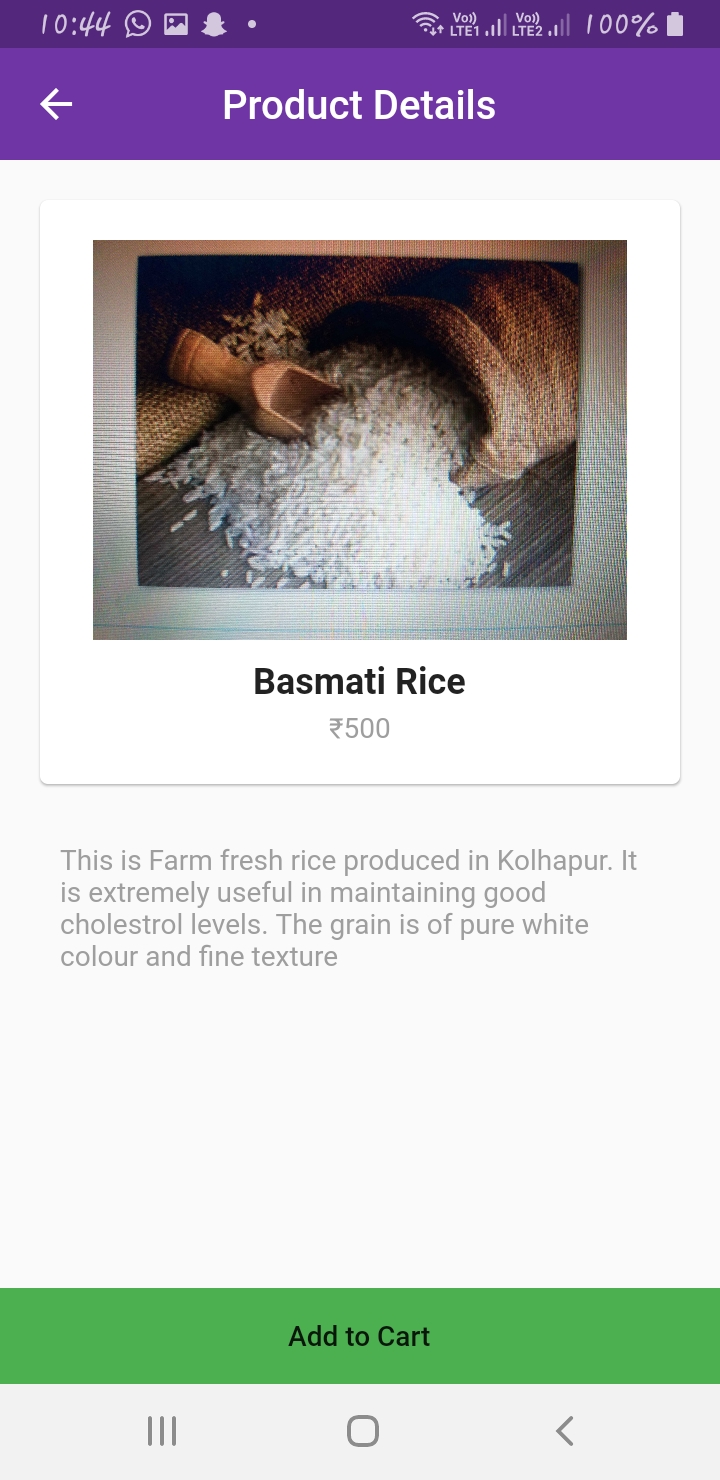 10:44 Vo)) LTE1 Vo)) LTE2 100%
Product Details
Basmati Rice
₹500
This is Farm fresh rice produced in Kolhapur. It
is extremely useful in maintaining good
cholestrol levels. The grain is of pure white
colour and fine texture
Add to Cart